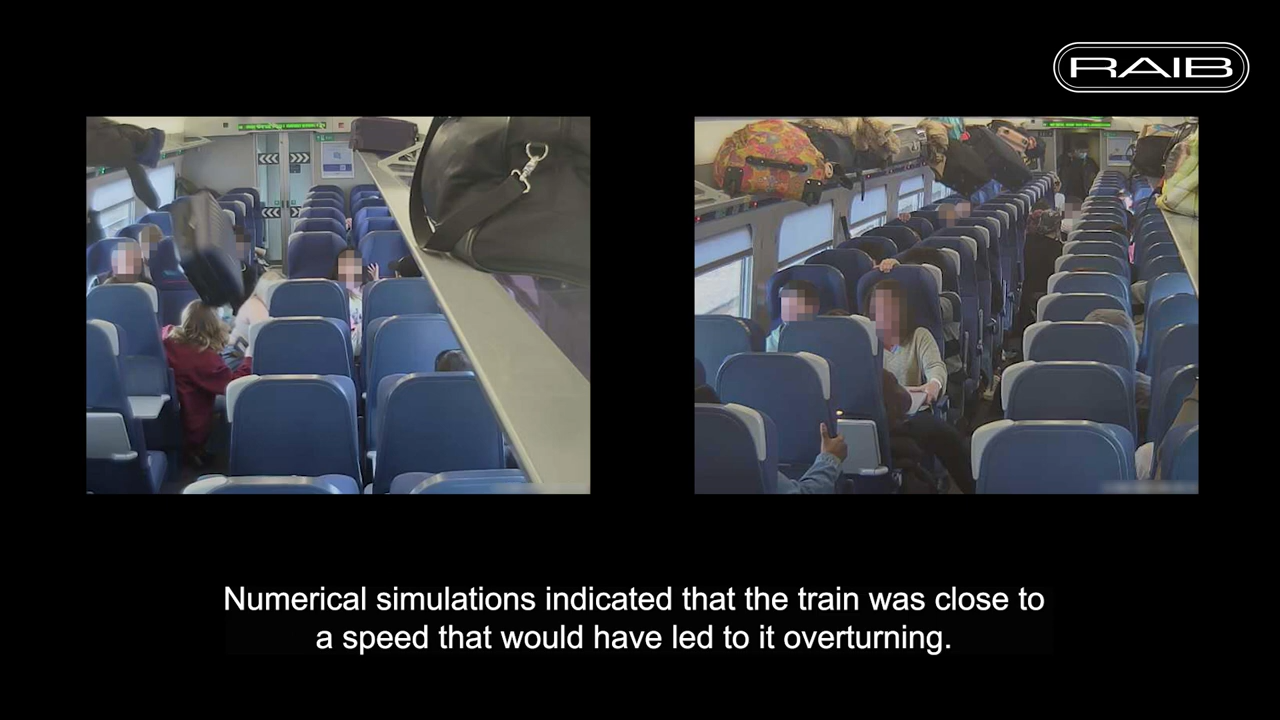 RAIB
Numerical simulations indicated that the train was close to
a speed that would have led to it overturning.